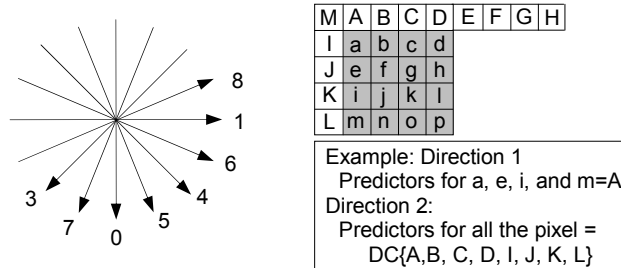 8
1
6
4
5
0
7
3
M A B C D E F G H
I a b c d
J e f g h
K i j k l
L m n o p
Example: Direction 1
Predictors for a, e, i, and m=A
Direction 2:
Predictors for all the pixel =
DC{A,B, C, D, I, J, K, L}